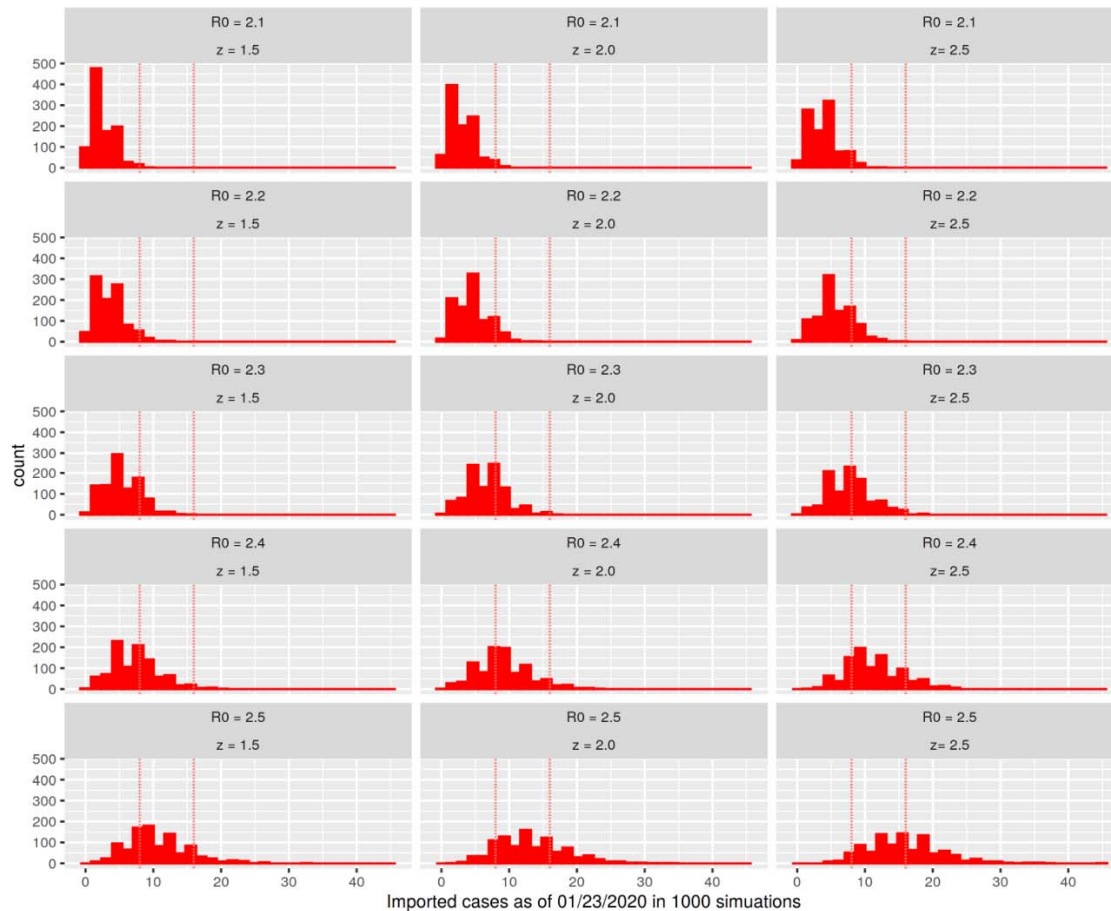 R0 = 2.1 R0 = 2.1 R0 = 2.1
z = 1.5 z = 2.0 z= 2.5
500
400
300
200
100
0
R0 = 2.2 R0 = 2.2 R0 = 2.2
z = 1.5 z = 2.0 z = 2.5
500
400
300
200
100
0
R0 = 2.3 R0 = 2.3 R0 = 2.3
z = 1.5 z = 2.0 z = 2.5
500
400
300
200
100
0
count
R0 = 2.4 R0 = 2.4 R0 = 2.4
z = 1.5 z = 2.0 z= 2.5
500
400
300
200
100
0
R0 = 2.5 R0 = 2.5 R0 = 2.5
z = 1.5 z = 2.0 z= 2.5
500
400
300
200
100
0
0 10 20 30 40 0 10 20 30 40 0 10 20 30 40
Imported cases as of 01/23/2020 in 1000 simuations